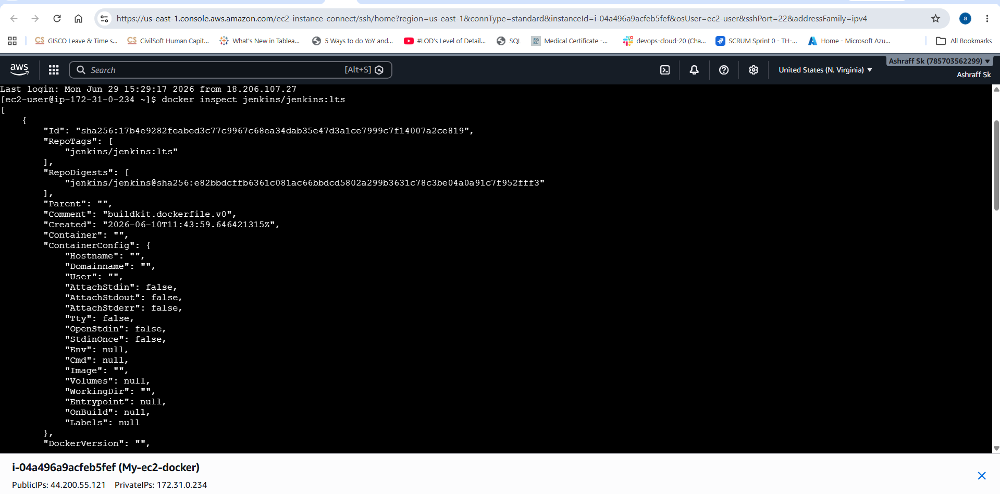 https://us-east-1.console.aws.amazon.com/ec2-instance-connect/ssh/home?region=us-east-1&connType=standard&instanceId=i-04a496a9acfeb5fef&osUser=ec2-user&sshPort=22&addressFamily=ipv4
a
GISCO Leave & Time s...
CivilSoft Human Capit...
What's New in Tablea...
5 Ways to do YoY and...
#LOD's Level of Detail...
SQL
Medical Certificate -...
devops-cloud-20 (Cha...
SCRUM Sprint 0 - TH-...
Home - Microsoft Azu...
All Bookmarks
aws
Search
[Alt+S]
United States (N. Virginia)
Ashraff Sk (785703562299)
Ashraff Sk
Last login: Mon Jun 29 15:29:17 2026 from 18.206.107.27
[ec2-user@ip-172-31-0-234 ~]$ docker inspect jenkins/jenkins:lts
[
    {
        "Id": "sha256:17b4e9282feabed3c77c9967c68ea34dab35e47d3a1ce7999c7f14007a2ce819",
        "RepoTags": [
            "jenkins/jenkins:lts"
        ],
        "RepoDigests": [
            "jenkins/jenkins@sha256:e82bbdcffb6361c081ac66bbdcd5802a299b3631c78c3be04a0a91c7f952fff3"
        ],
        "Parent": "",
        "Comment": "buildkit.dockerfile.v0",
        "Created": "2026-06-10T11:43:59.646421315Z",
        "Container": "",
        "ContainerConfig": {
            "Hostname": "",
            "Domainname": "",
            "User": "",
            "AttachStdin": false,
            "AttachStdout": false,
            "AttachStderr": false,
            "Tty": false,
            "OpenStdin": false,
            "StdinOnce": false,
            "Env": null,
            "Cmd": null,
            "Image": "",
            "Volumes": null,
            "WorkingDir": "",
            "Entrypoint": null,
            "OnBuild": null,
            "Labels": null
        },
        "DockerVersion": "",
i-04a496a9acfeb5fef (My-ec2-docker)
PublicIPs: 44.200.55.121 PrivateIPs: 172.31.0.234